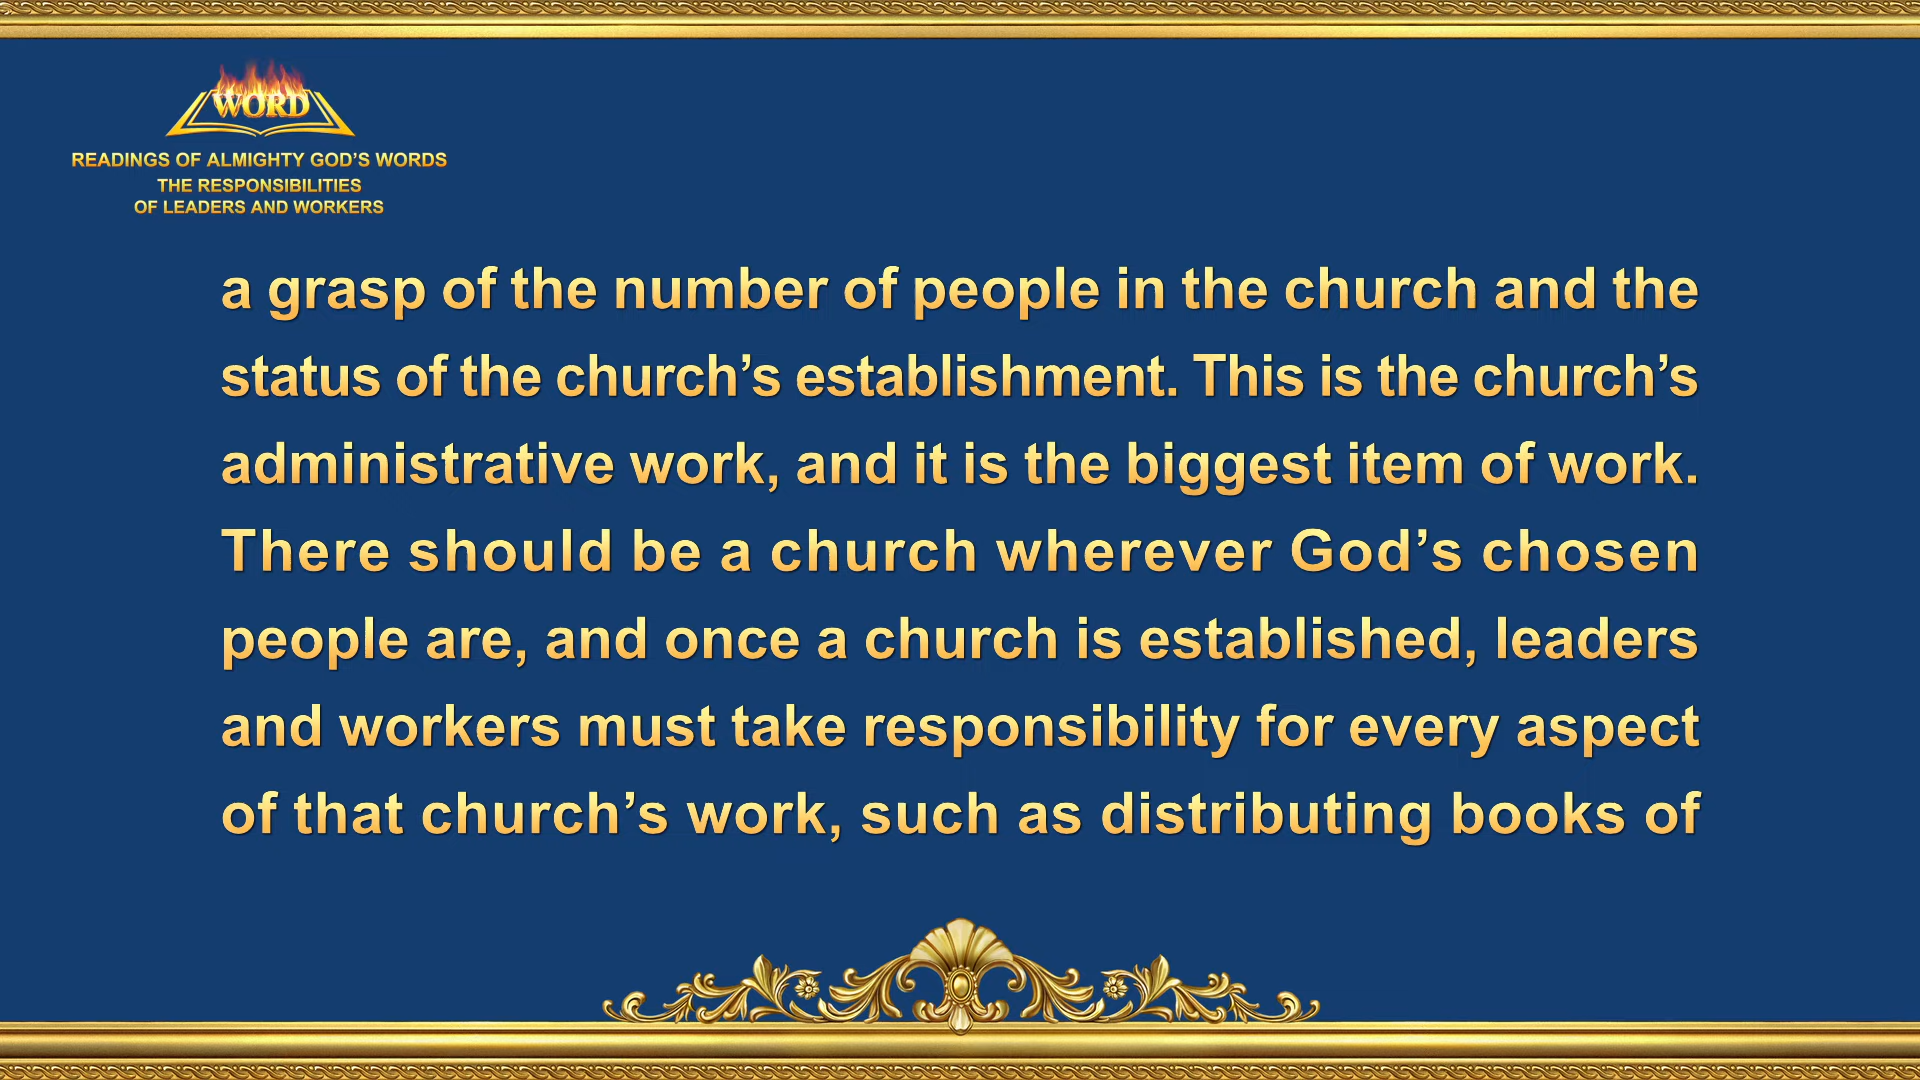 WORD
READINGS OF ALMIGHTY GOD’S WORDS
THE RESPONSIBILITIES
OF LEADERS AND WORKERS
a grasp of the number of people in the church and the
status of the church’s establishment. This is the church’s
administrative work, and it is the biggest item of work.
There should be a church wherever God’s chosen
people are, and once a church is established, leaders
and workers must take responsibility for every aspect
of that church’s work, such as distributing books of